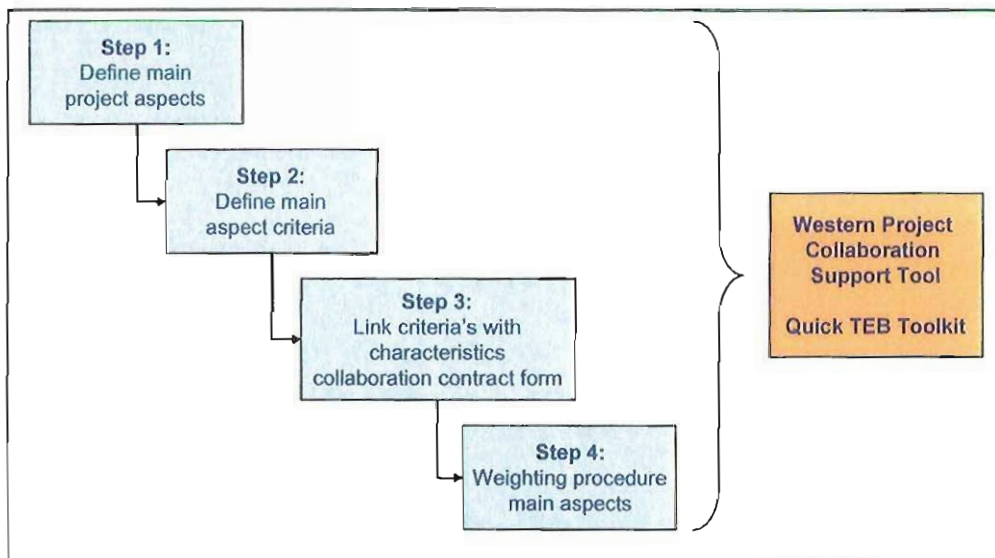 Step 1:
Define main
project aspects
Step 2:
Define main
aspect criteria
Step 3:
Link criteria's with
characteristics
collaboration contract form
Step 4:
Weighting procedure
main aspects
Western Project
Collaboration
Support Tool
Quick TEB Toolkit